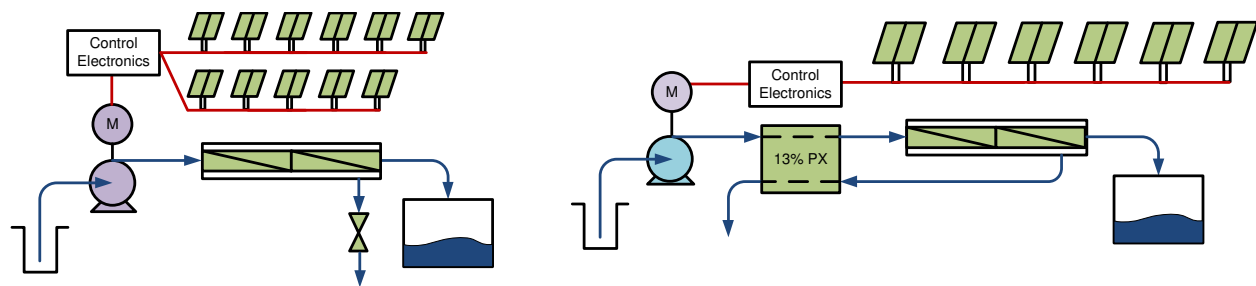 Control
Electronics
M
Control
Electronics
M
13% PX